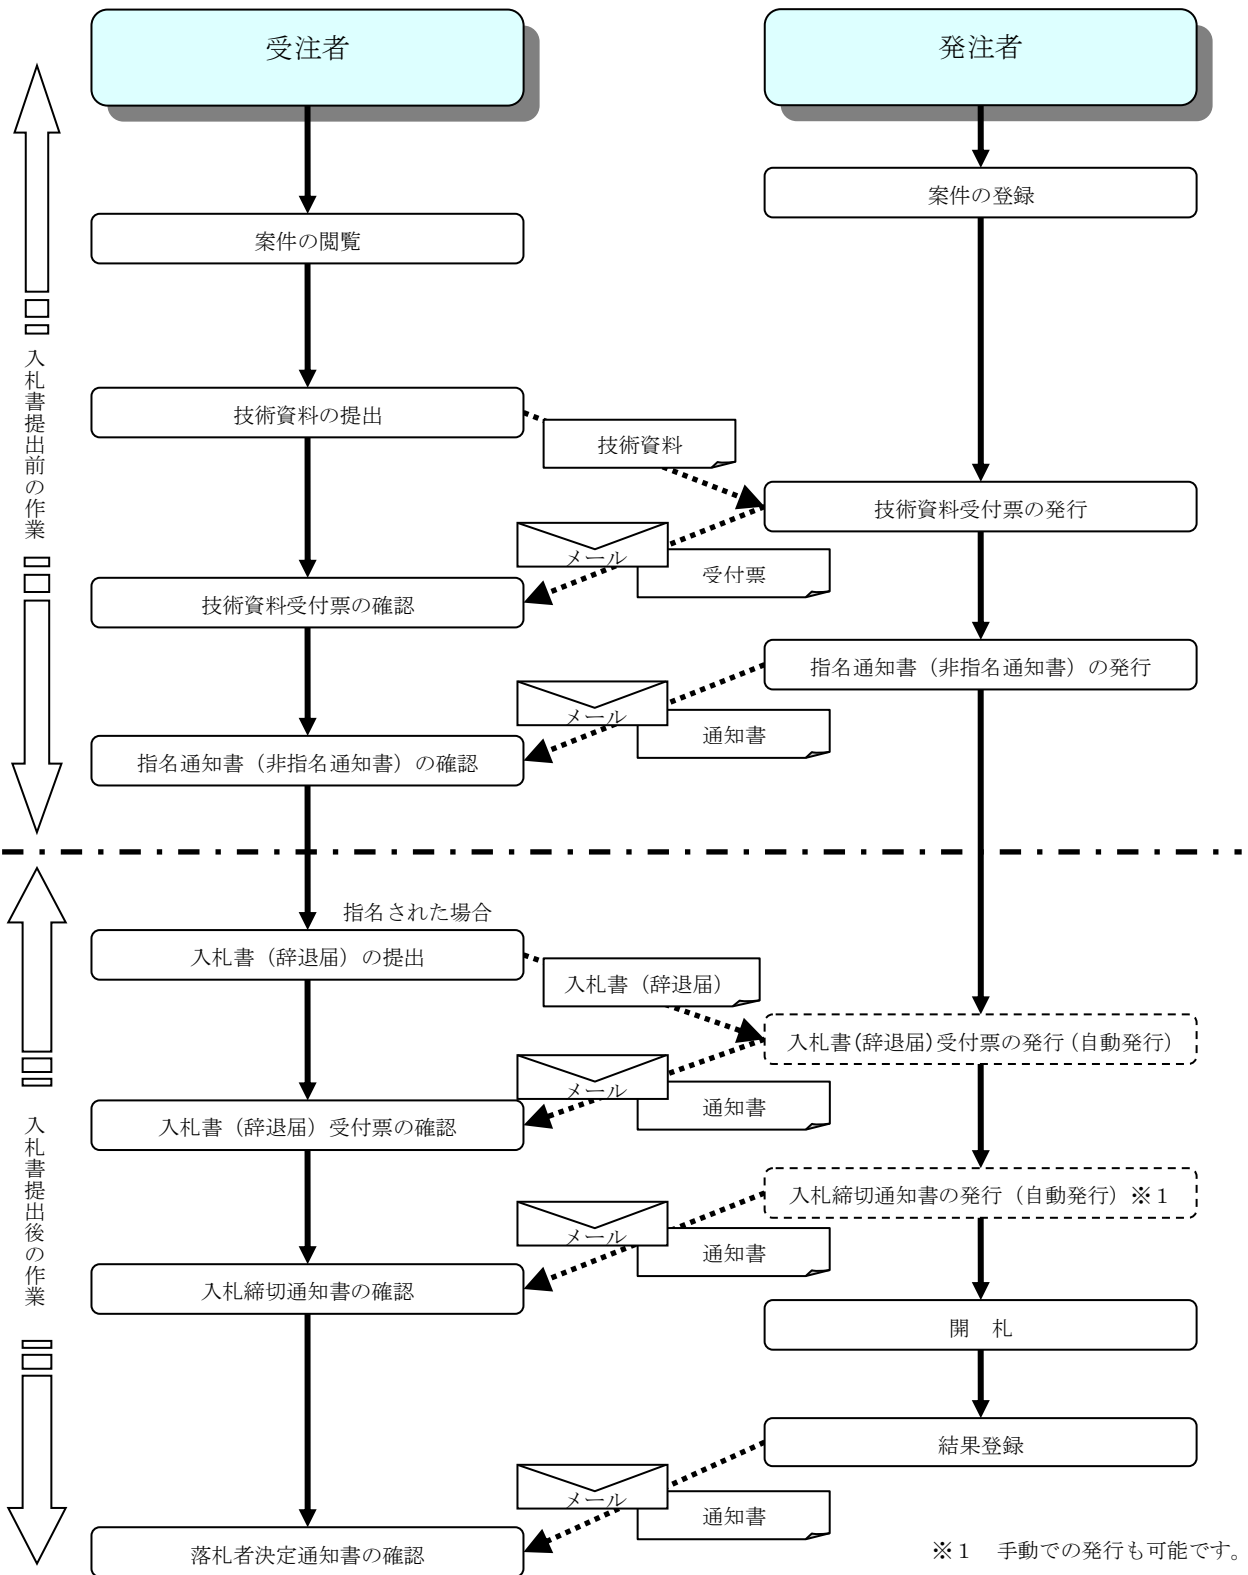 受注者
発注者
案件の登録
案件の閲覧
技術資料の提出
技術資料
技術資料受付票の発行
メール
受付票
技術資料受付票の確認
指名通知書（非指名通知書）の発行
メール
通知書
指名通知書（非指名通知書）の確認
入札書提出前の作業
指名された場合
入札書（辞退届）の提出
入札書（辞退届）
入札書(辞退届)受付票の発行(自動発行)
メール
通知書
入札書（辞退届）受付票の確認
入札締切通知書の発行（自動発行）※１
メール
通知書
入札締切通知書の確認
開　札
結果登録
メール
通知書
落札者決定通知書の確認
入札書提出後の作業
※１　手動での発行も可能です。